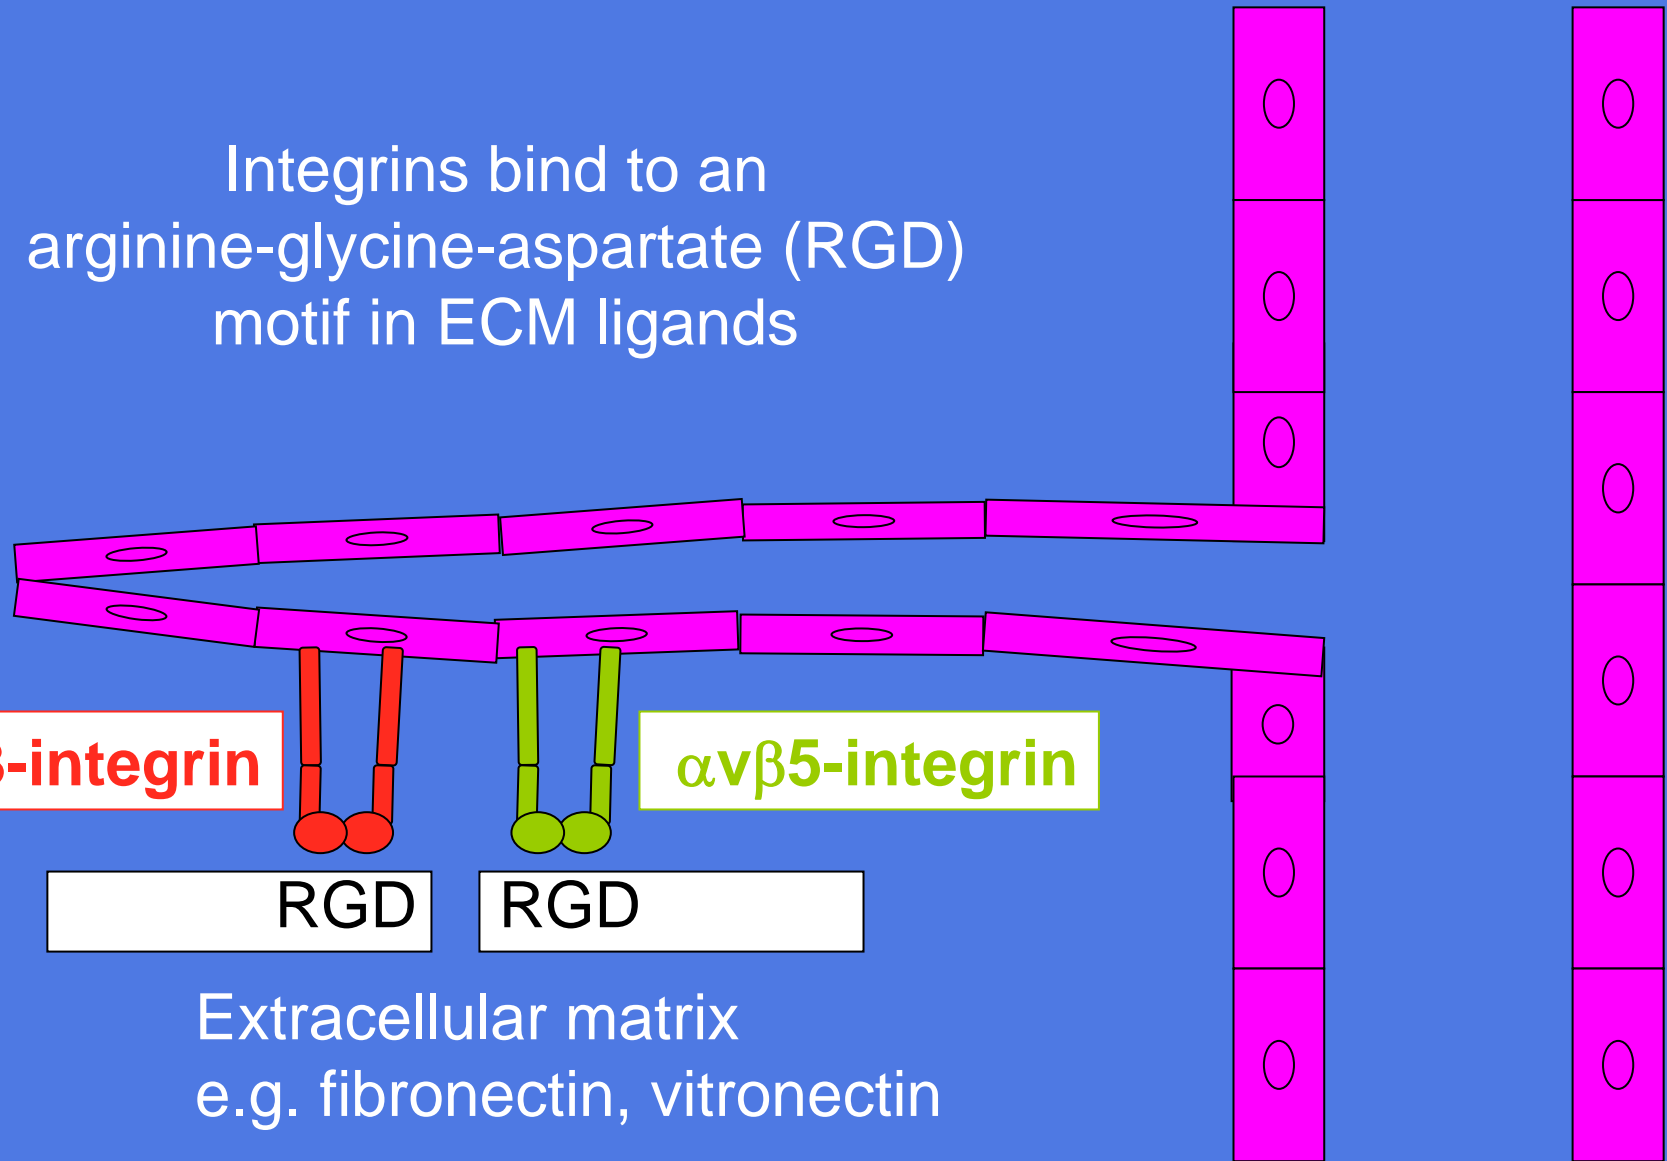 Integrins bind to an
arginine-glycine-aspartate (RGD)
motif in ECM ligands
-integrin
αvβ5-integrin
RGD
RGD
Extracellular matrix
e.g. fibronectin, vitronectin